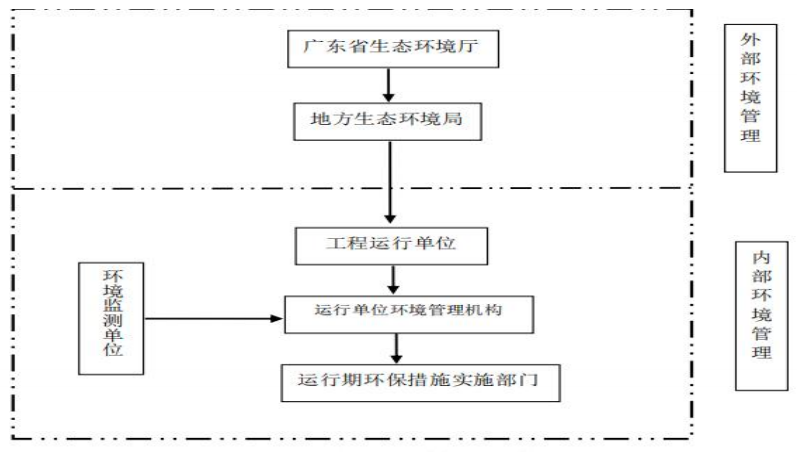 广东省生态环境厅
地方生态环境局
外部环境管理
工程运行单位
环境监测单位
运行单位环境管理机构
运行期环保措施实施部门
内部环境管理